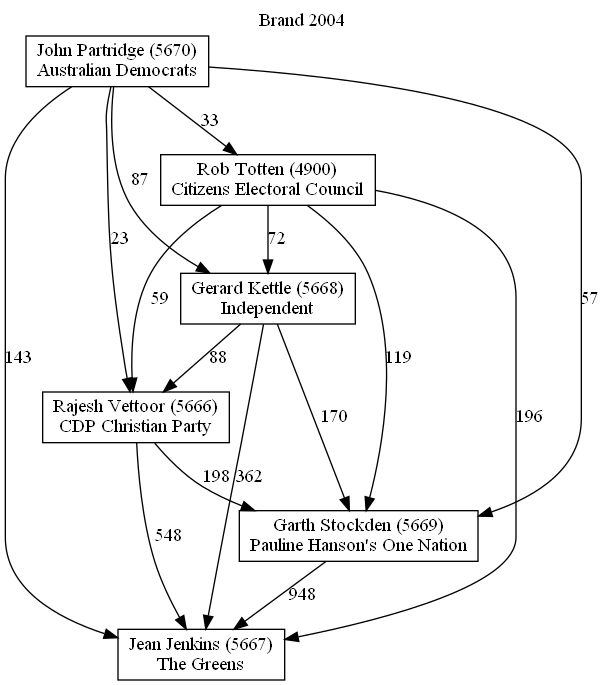 Brand 2004
John Partridge (5670)
Australian Democrats
33
Rob Totten (4900)
Citizens Electoral Council
87
23
72
59
57
Gerard Kettle (5668)
Independent
143
88
119
Rajesh Vettoor (5666)
CDP Christian Party
170
196
198
362
Garth Stockden (5669)
Pauline Hanson's One Nation
548
948
Jean Jenkins (5667)
The Greens